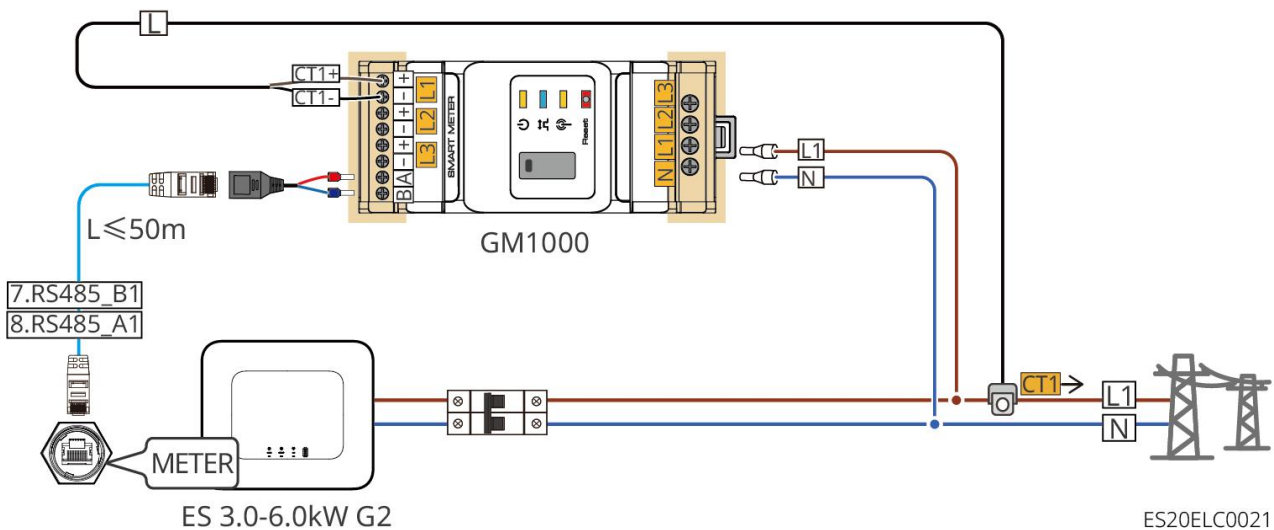 L
CT1+
CT1-
+
-
+
-
+
-
A
B
L1
L2
L3
SMART METER
Reset
L3
L2
L1
N
L1
N
GM1000
L≤50m
7.RS485_B1
8.RS485_A1
METER
ES 3.0-6.0kW G2
CT1
L1
N
ES20ELC0021